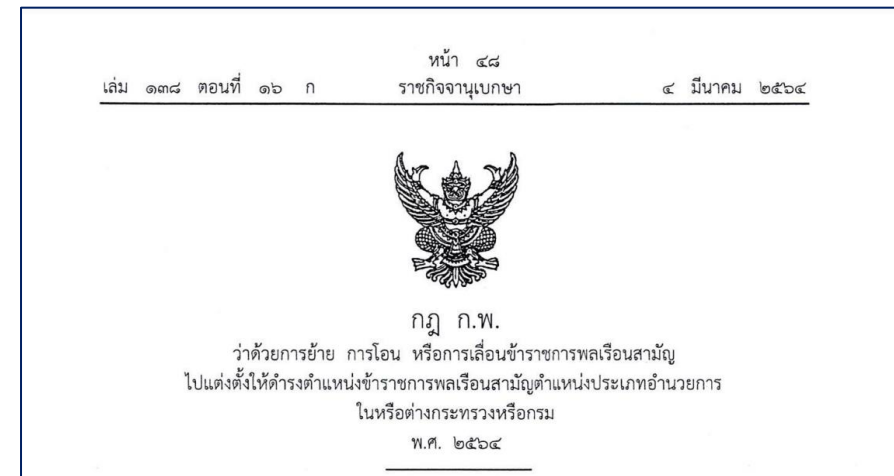 หน้า ๔๘
เล่ม ๑๓๘ ตอนที่ ๑๖ ก ราชกิจจานุเบกษา ๔ มีนาคม ๒๕๖๔
กฎ ก.พ.
ว่าด้วยการย้าย การโอน หรือการเลื่อนข้าราชการพลเรือนสามัญ
ไปแต่งตั้งให้ดำรงตำแหน่งข้าราชการพลเรือนสามัญตำแหน่งประเภทอำนวยการ
ในหรือต่างกระทรวงหรือกรม
พ.ศ. ๒๕๖๔